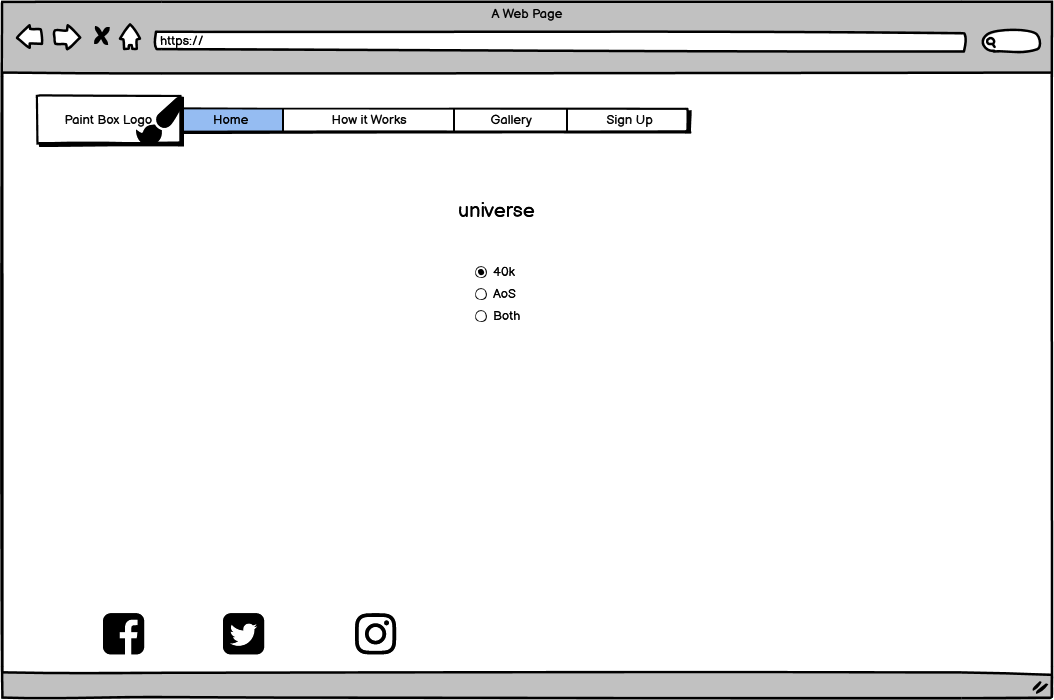 A Web Page
https://
Paint Box Logo
Home
How it Works
Gallery
Sign Up
universe
40k
AoS
Both